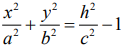 x²/a² + y²/b² = h²/c² − 1